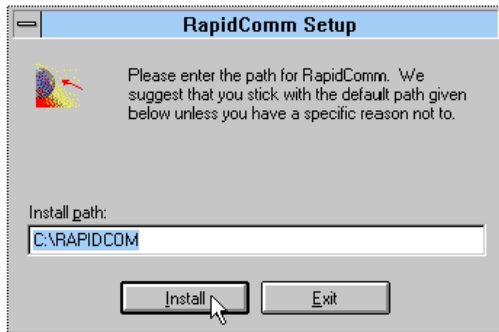 RapidComm Setup
Please enter the path for RapidComm. We
suggest that you stick with the default path given
below unless you have a specific reason not to.
Install path:
C:\RAPIDCOM
Install
Exit